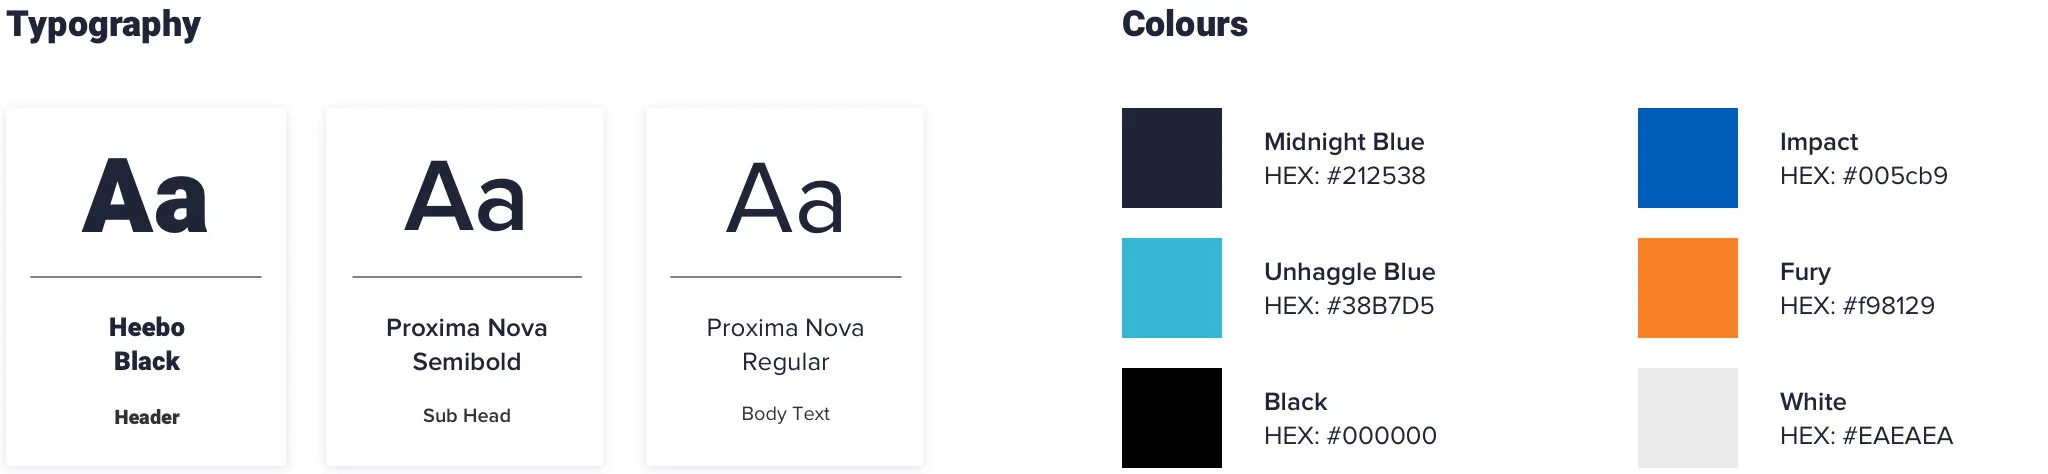 Typography
Aa
Heebo
Black
Header
Aa
Proxima Nova
Semibold
Sub Head
Aa
Proxima Nova
Regular
Body Text
Colours
Midnight Blue
HEX: #212538
Impact
HEX: #005cb9
Unhaggle Blue
HEX: #38B7D5
Fury
HEX: #f98129
Black
HEX: #000000
White
HEX: #EAEAEA